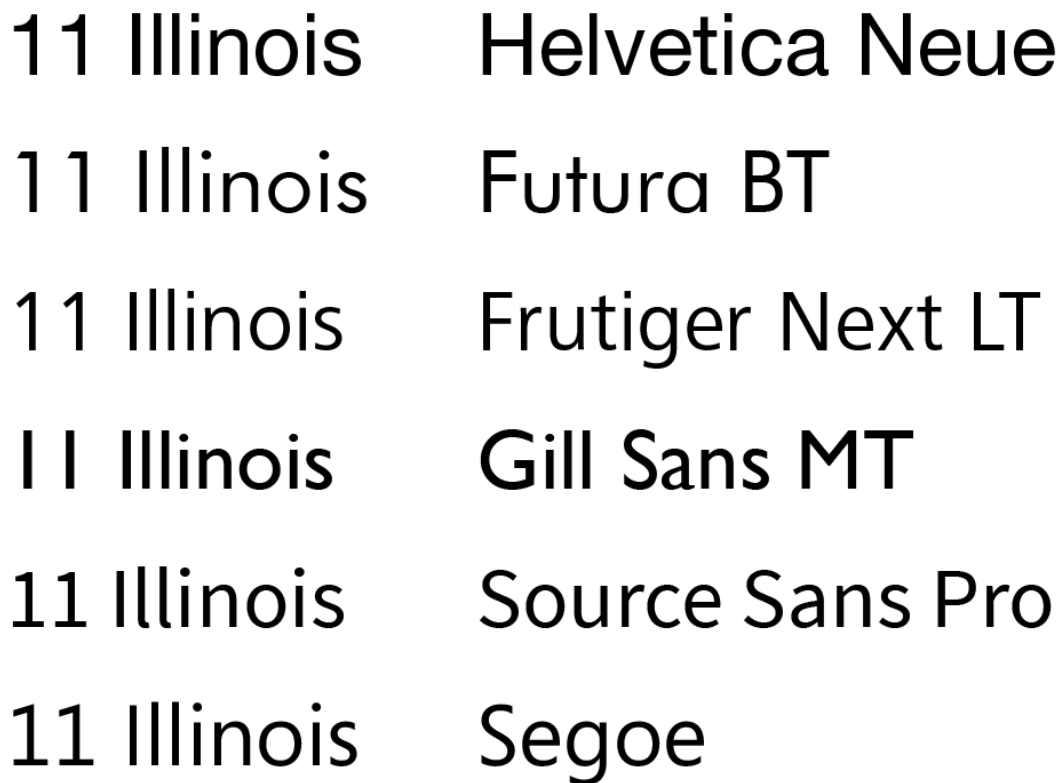 11 Illinois Helvetica Neue
11 Illinois Futura BT
11 Illinois Frutiger Next LT
11 Illinois Gill Sans MT
11 Illinois Source Sans Pro
11 Illinois Segoe